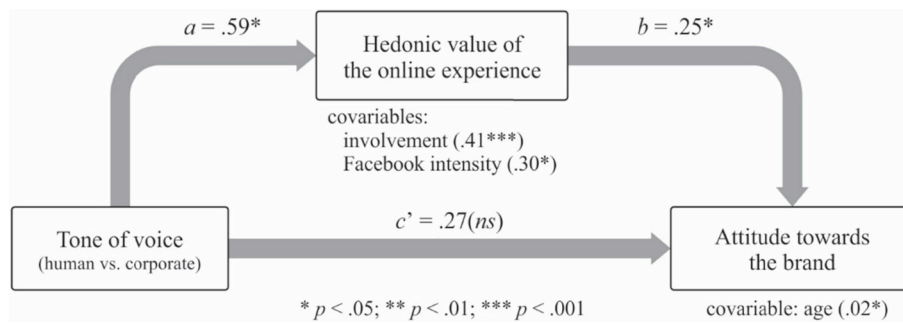 a = .59*
b = .25*
Hedonic value of
the online experience
covariables:
involvement (.41***)
Facebook intensity (.30*)
c’ = .27(ns)
Tone of voice
(human vs. corporate)
Attitude towards
the brand
* p < .05; ** p < .01; *** p < .001
covariable: age (.02*)